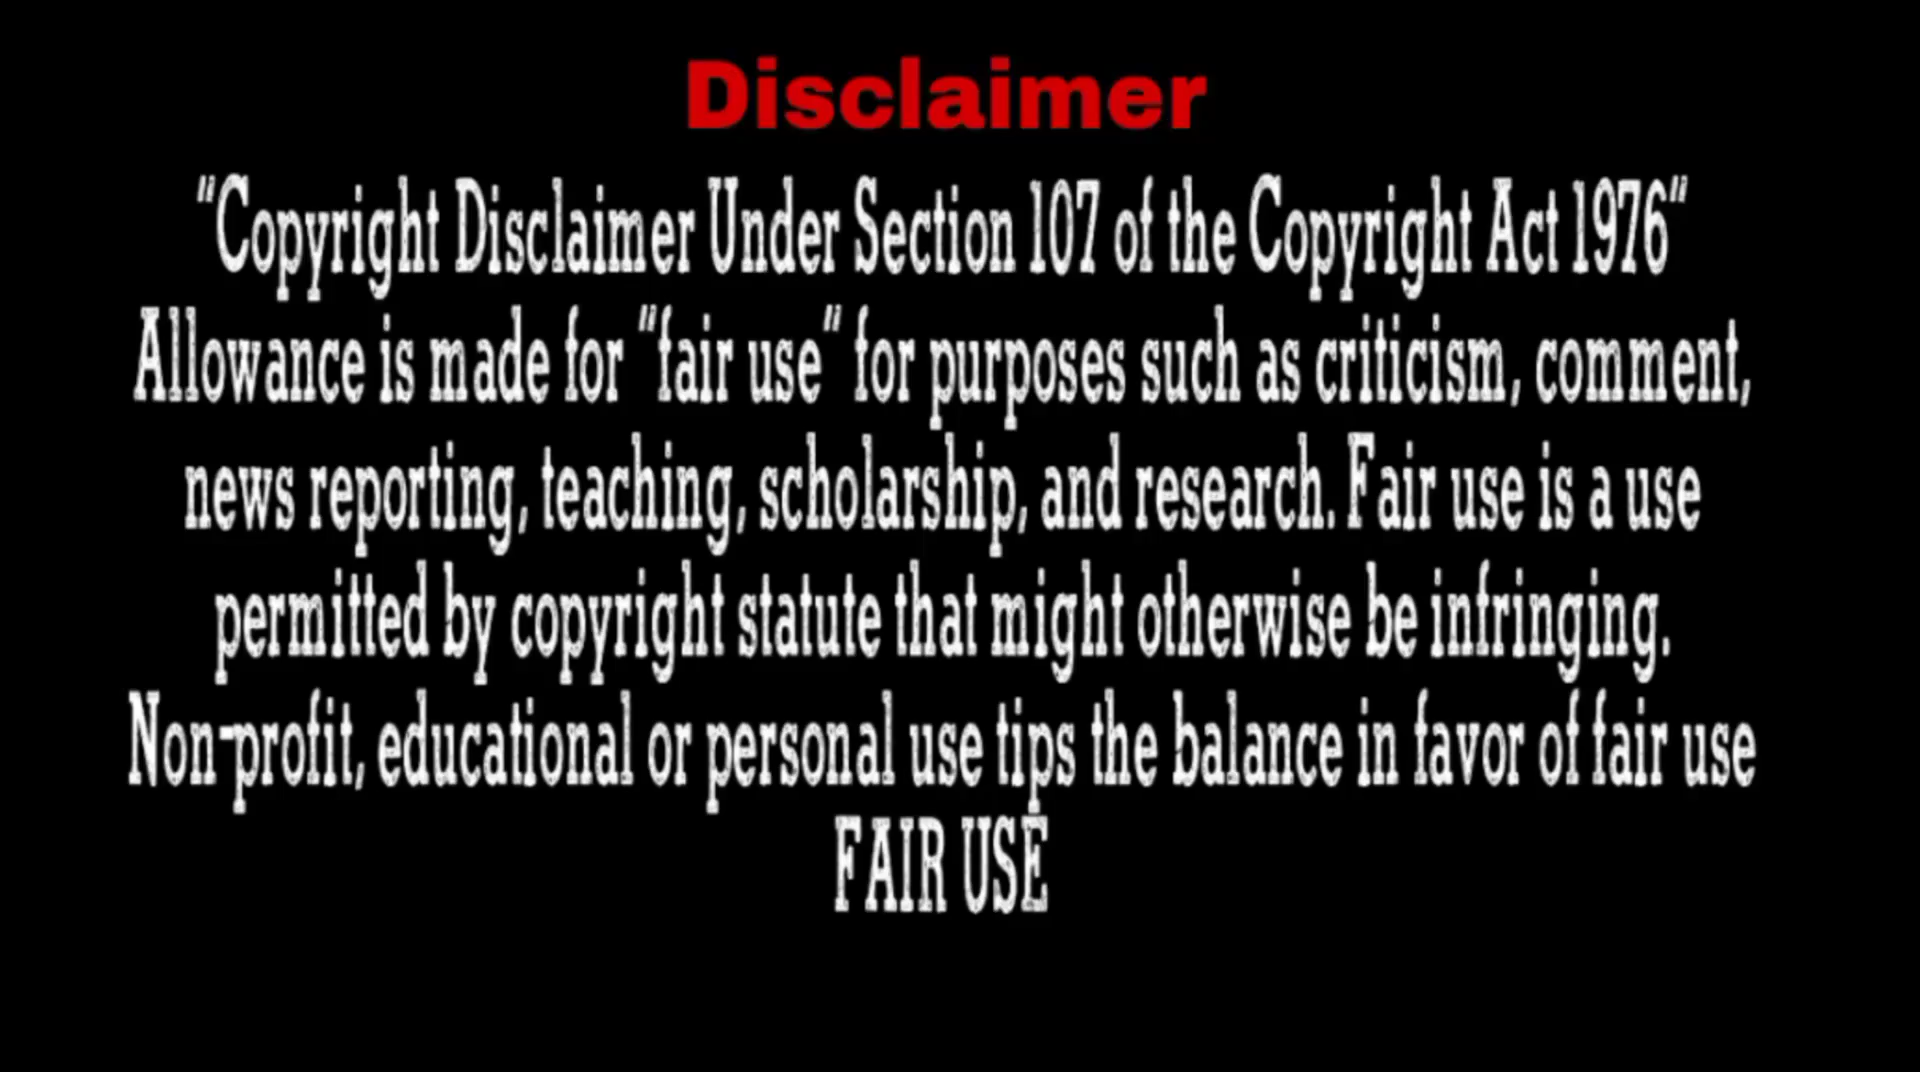 Disclaimer
"Copyright Disclaimer Under Section 107 of the Copyright Act 1976"
Allowance is made for "fair use" for purposes such as criticism, comment,
news reporting, teaching, scholarship, and research. Fair use is a use
permitted by copyright statute that might otherwise be infringing.
Non-profit, educational or personal use tips the balance in favor of fair use
FAIR USE